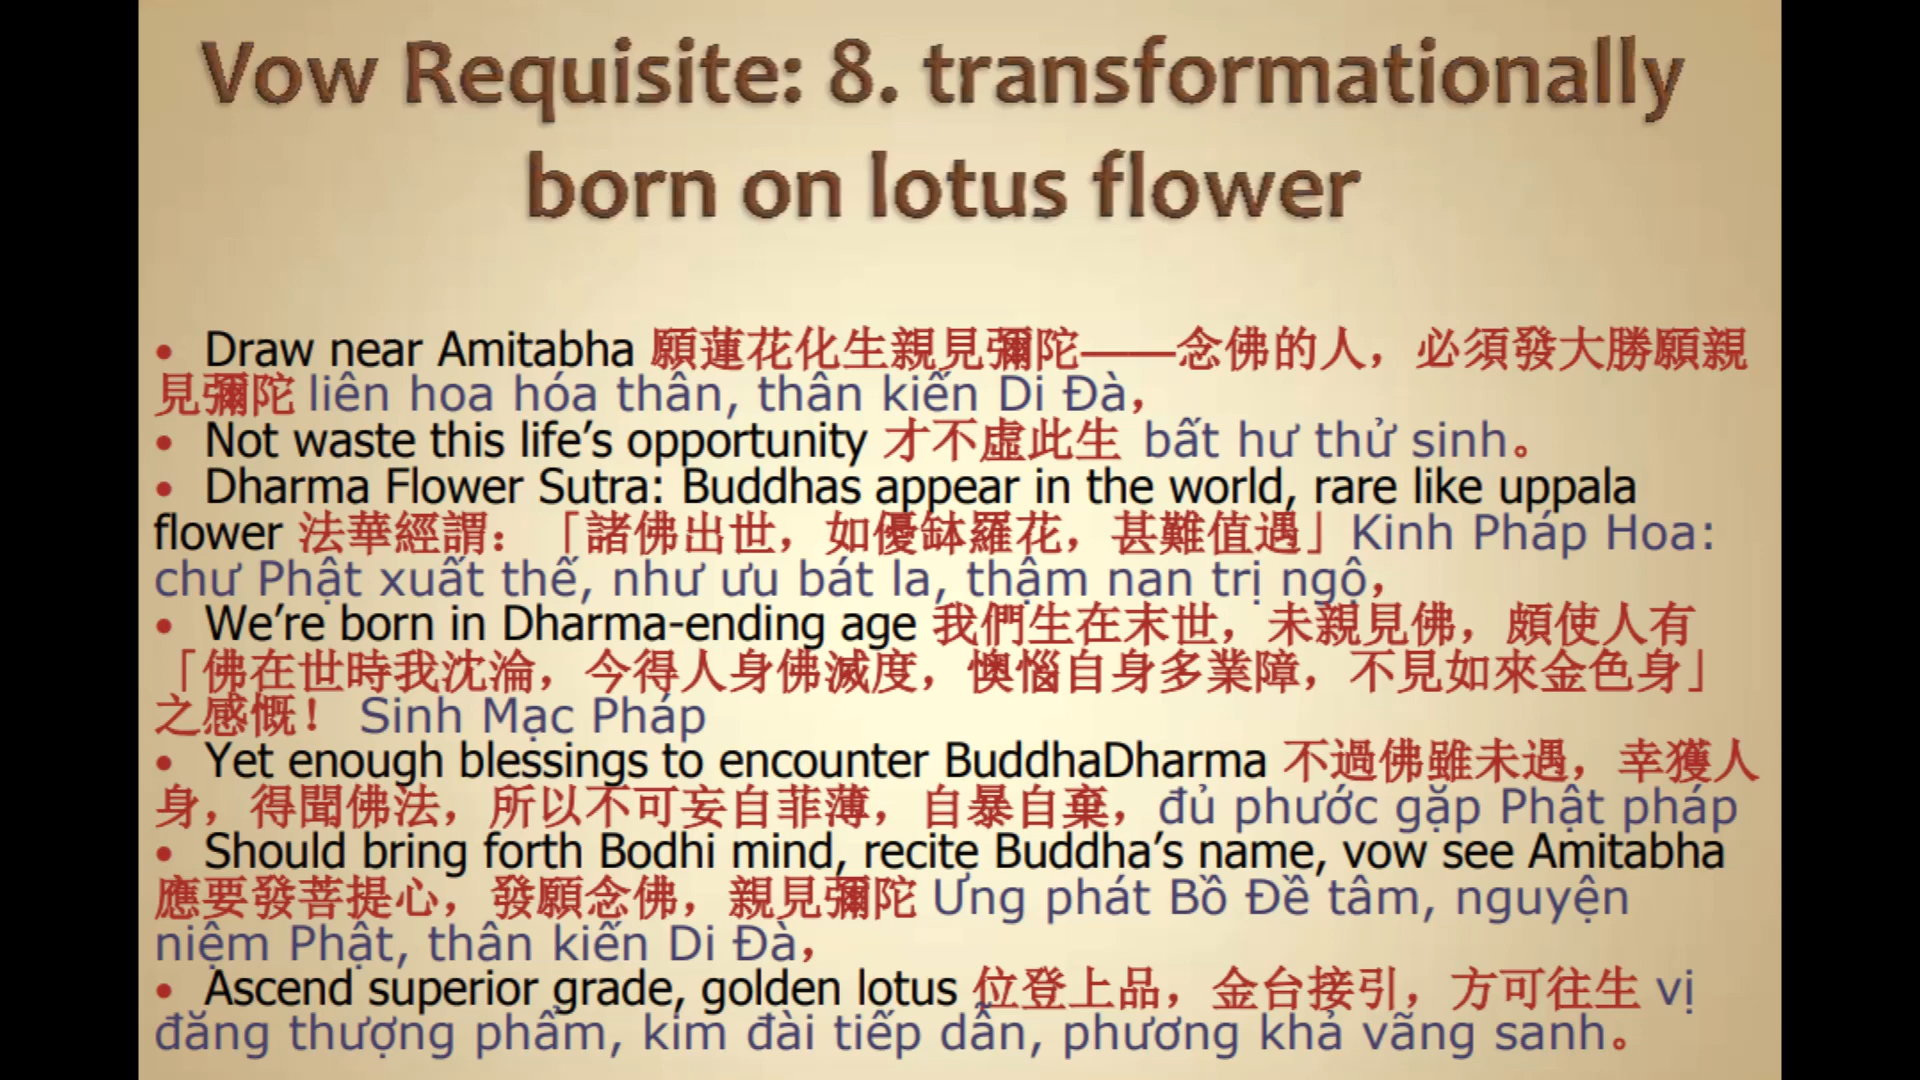 Vow Requisite: 8. transformationally
born on lotus flower
• Draw near Amitabha 願蓮花化生親見彌陀——念佛的人，必須發大勝願親
見彌陀 liên hoa hóa thân, thân kiến Di Đà，
• Not waste this life’s opportunity 才不虛此生 bất hư thử sinh。
• Dharma Flower Sutra: Buddhas appear in the world, rare like uppala
flower 法華經謂：「諸佛出世，如優缽羅花，甚難值遇」Kinh Pháp Hoa:
chư Phật xuất thế, như ưu bát la, thậm nan trị ngộ，
• We’re born in Dharma-ending age 我們生在末世，未親見佛，頗使人有
「佛在世時我沈淪，今得人身佛滅度，懊惱自身多業障，不見如來金色身」
之感慨！ Sinh Mạc Pháp
• Yet enough blessings to encounter BuddhaDharma 不過佛雖未遇，幸獲人
身，得聞佛法，所以不可妄自菲薄，自暴自棄，đủ phước gặp Phật pháp
• Should bring forth Bodhi mind, recite Buddha’s name, vow see Amitabha
應要發菩提心，發願念佛，親見彌陀 Ưng phát Bồ Đề tâm, nguyện
niệm Phật, thân kiến Di Đà，
• Ascend superior grade, golden lotus 位登上品，金台接引，方可往生 vị
đăng thượng phẩm, kim đài tiếp dẫn, phương khả vãng sanh。